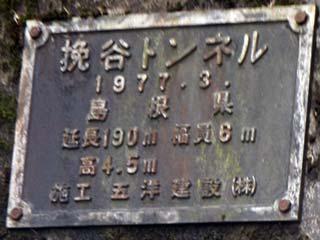 挽谷トンネル
1977.3.
島根県
延長190m 幅員6m
高4.5m
施工 五洋建設(株)